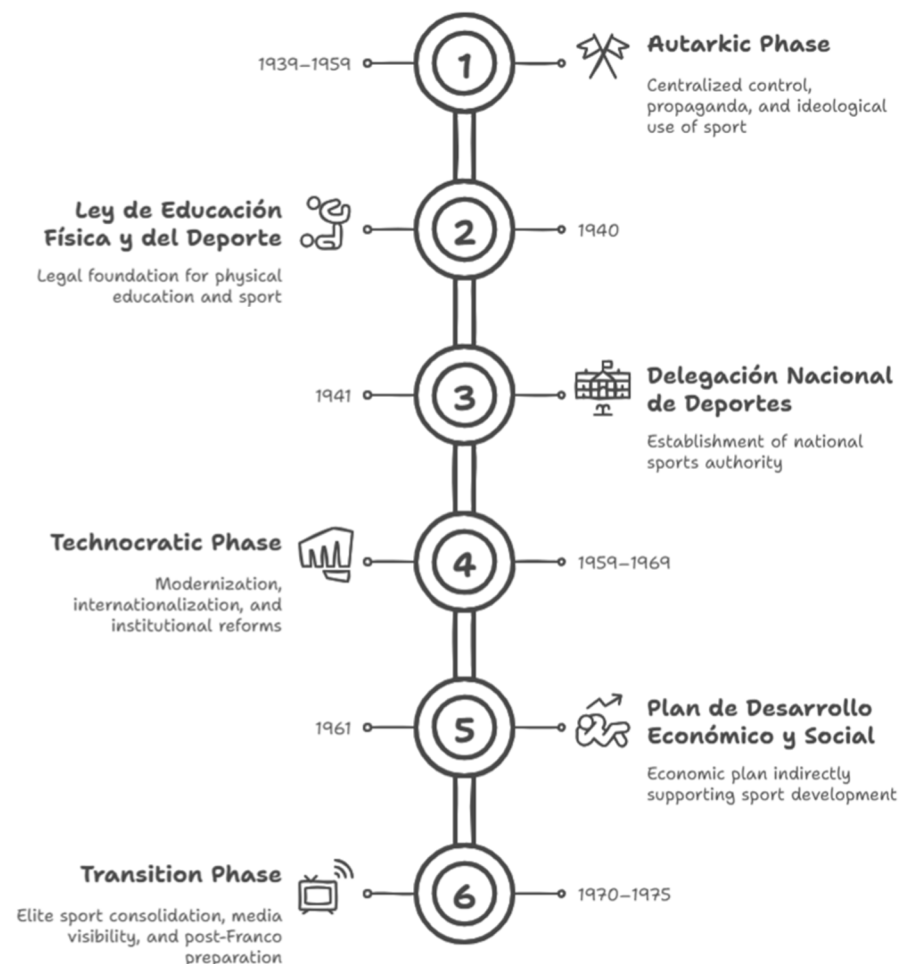 1939–1959
1
Autarkic Phase
Centralized control,
propaganda, and ideological
use of sport
Ley de Educación
Física y del Deporte
Legal foundation for physical
education and sport
2
1940
1941
3
Delegación Nacional
de Deportes
Establishment of national
sports authority
Technocratic Phase
Modernization,
internationalization, and
institutional reforms
4
1959–1969
1961
5
Plan de Desarrollo
Económico y Social
Economic plan indirectly
supporting sport development
Transition Phase
Elite sport consolidation, media
visibility, and post-Franco
preparation
6
1970–1975